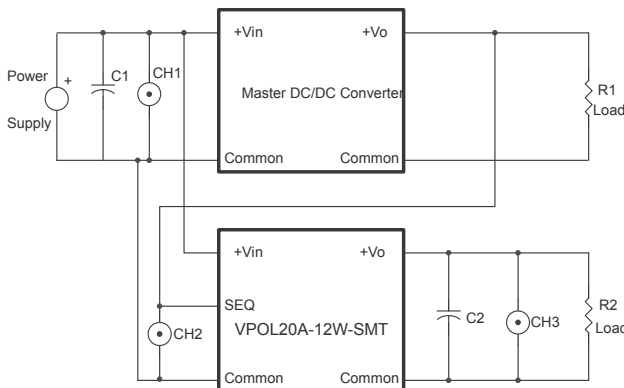 +Vin
+Vo
Power
+
C1
CH1
Master DC/DC Converter
R1
Load
Supply
Common
Common
+Vin
+Vo
SEQ
CH2
VPOL20A-12W-SMT
C2
CH3
R2
Load
Common
Common